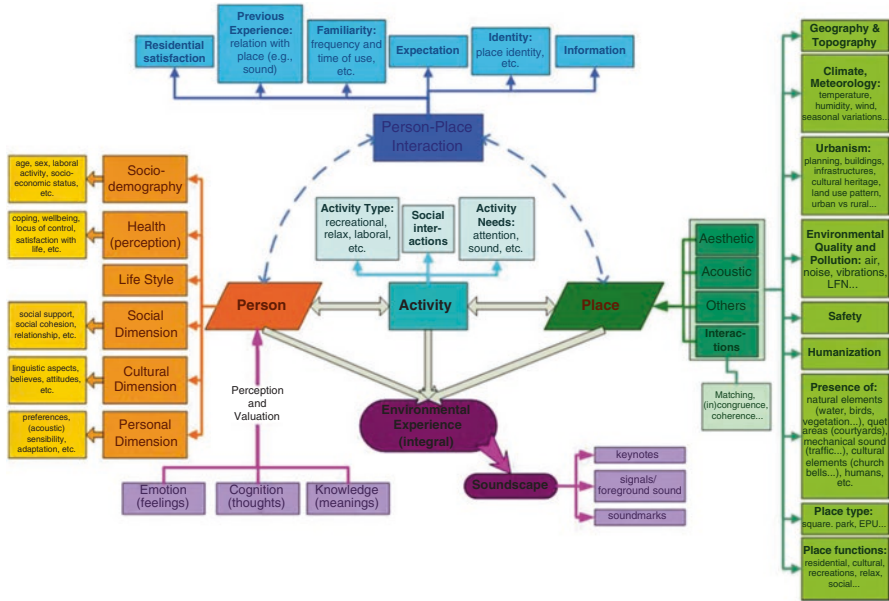 Residential
satisfaction
Previous
Experience:
relation with
place (e.g.,
sound)
Familiarity:
frequency and
time of use,
etc.
Expectation
Identity:
place identity,
etc.
Information
Person-Place
Interaction
age, sex, laboral
activity, socio-
economic status,
etc.
Socio-
demography
coping, wellbeing,
locus of control,
satisfaction with
life, etc.
Health
(perception)
Life Style
social support,
social cohesion,
relationship, etc.
Social
Dimension
linguistic aspects,
believes, attitudes,
etc.
Cultural
Dimension
preferences,
(acoustic)
sensibility,
adaptation, etc.
Personal
Dimension
Activity Type:
recreational,
relax, laboral,
etc.
Social
inter-
actions
Activity
Needs:
attention,
sound, etc.
Person
Activity
Place
Perception
and
Valuation
Environmental
Experience
(integral)
Emotion
(feelings)
Cognition
(thoughts)
Knowledge
(meanings)
Soundscape
keynotes
signals/
foreground sound
soundmarks
Aesthetic
Acoustic
Others
Interac-
tions
Matching,
(in)congruence,
coherence...
Geography &
Topography
Climate,
Meteorology:
temperature,
humidity, wind,
seasonal variations...
Urbanism:
planning, buildings,
infrastructures,
cultural heritage,
land use pattern,
urban vs rural...
Environmental
Quality and
Pollution: air,
noise, vibrations,
LFN...
Safety
Humanization
Presence of:
natural elements
(water, birds,
vegetation...), quet
areas (courtyards),
mechanical sound
(traffic...), cultural
elements (church
bells...), humans,
etc.
Place type:
square. park, EPU...
Place functions:
residential, cultural,
recreations, relax,
social...